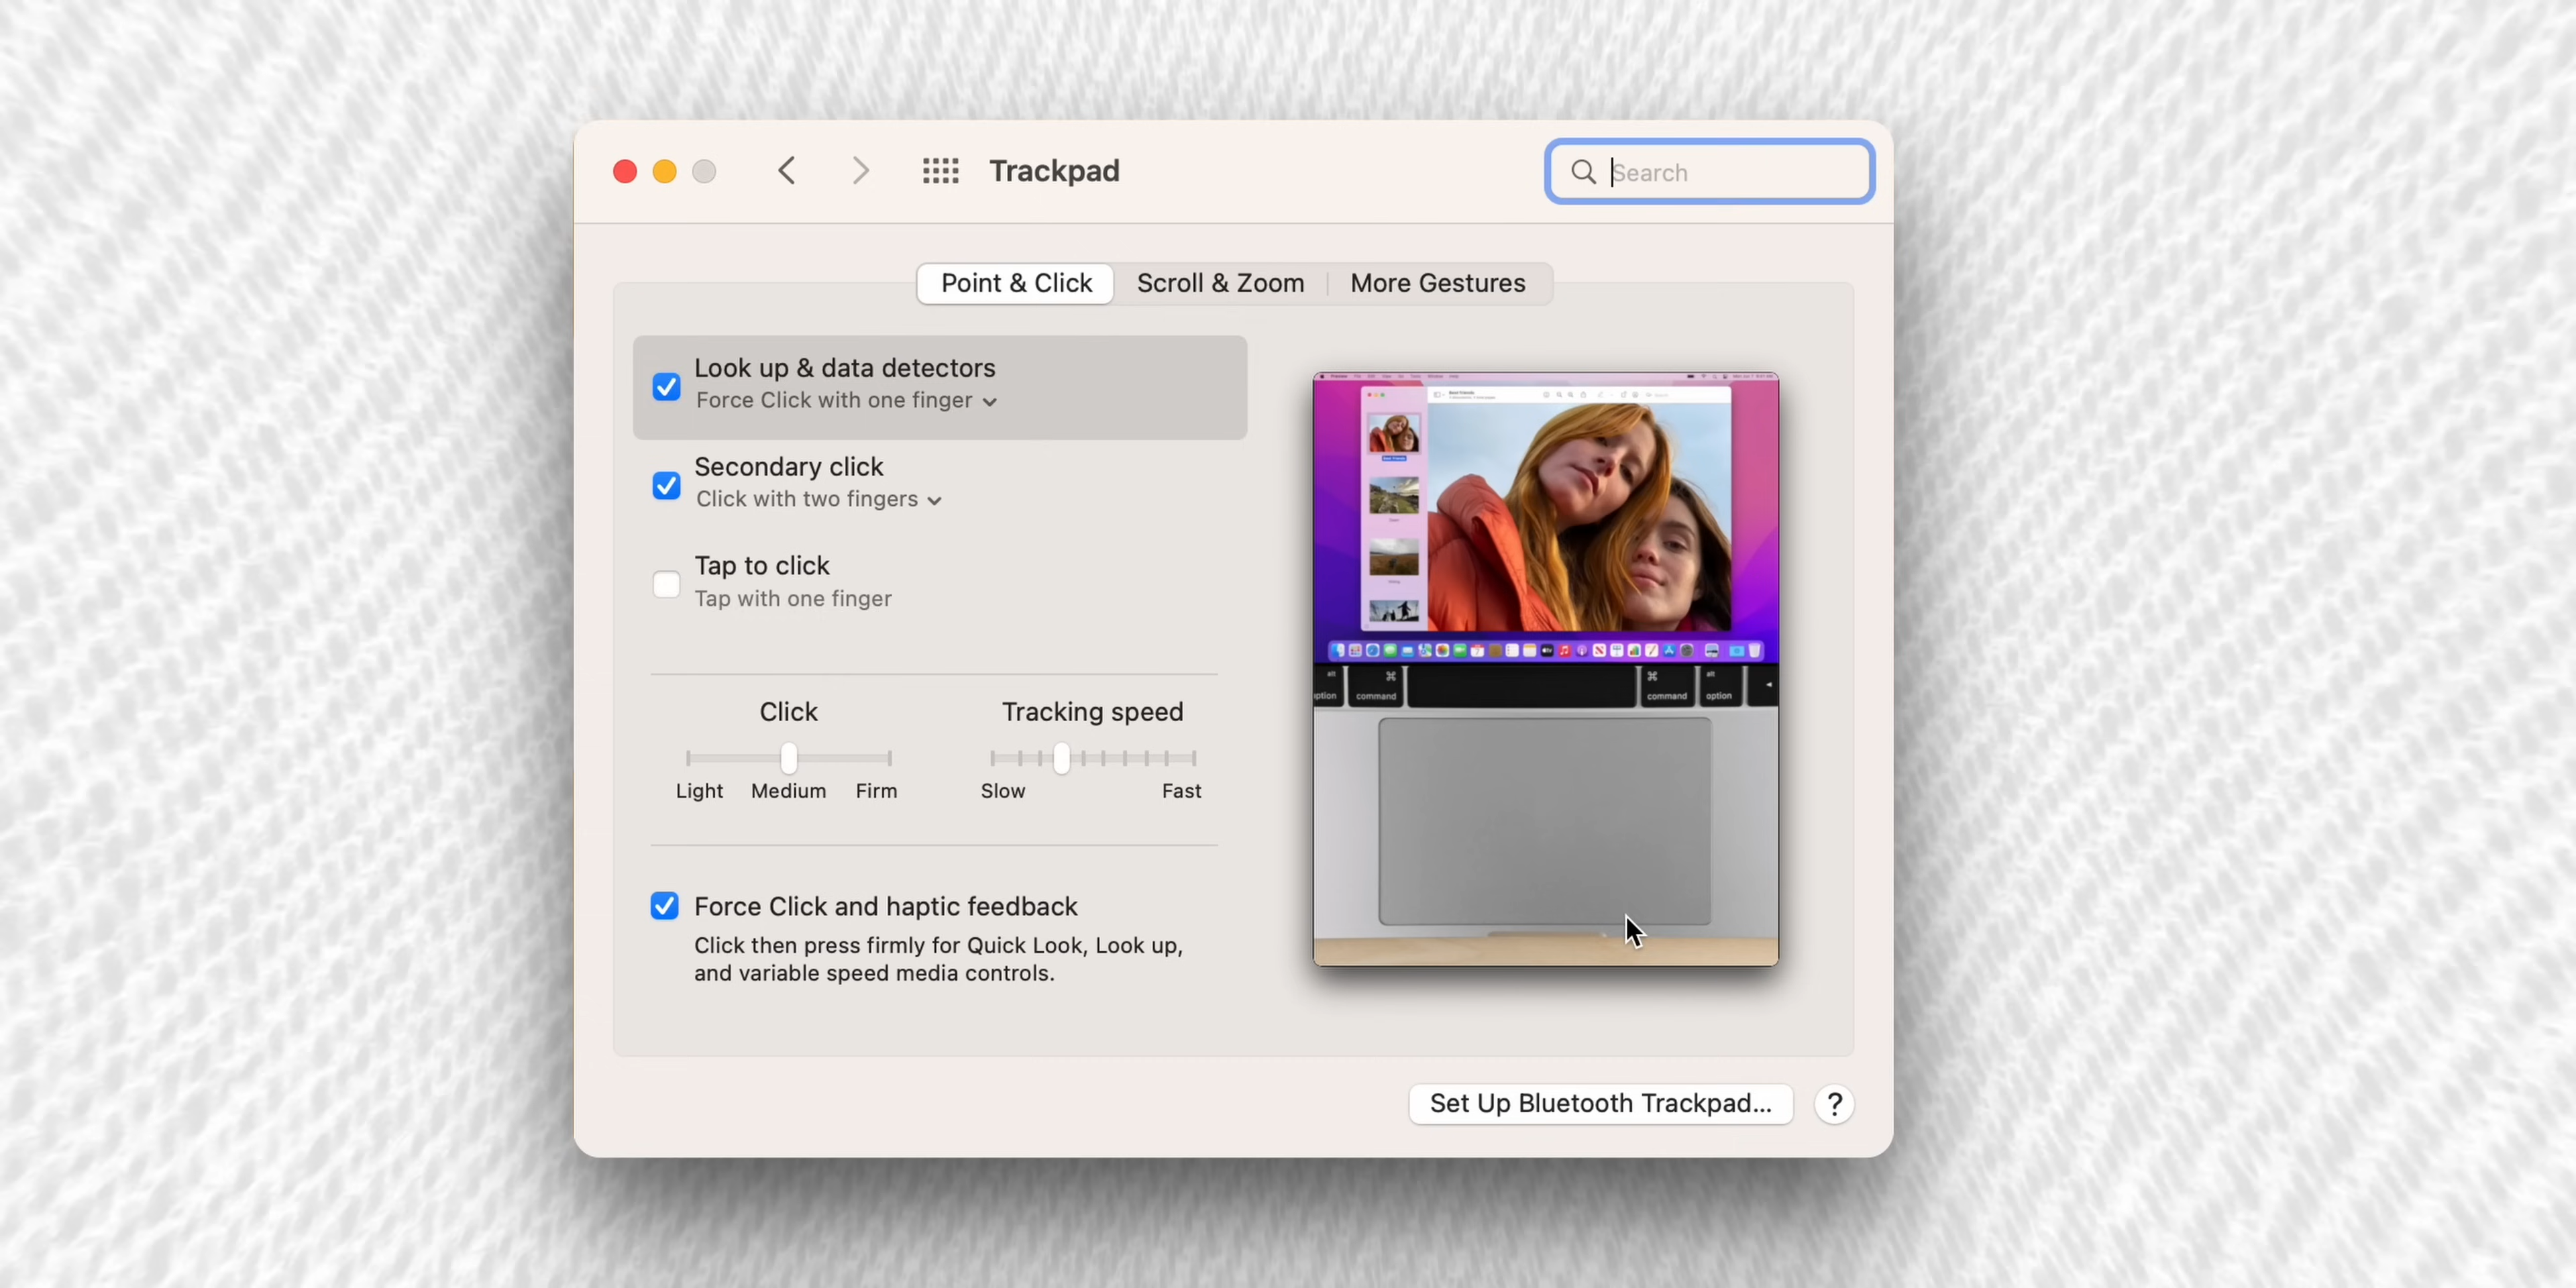 Trackpad
Search
Point & Click
Scroll & Zoom
More Gestures
Look up & data detectors
Force Click with one finger
Secondary click
Click with two fingers
Tap to click
Tap with one finger
Click
Light Medium Firm
Tracking speed
Slow Fast
Force Click and haptic feedback
Click then press firmly for Quick Look, Look up,
and variable speed media controls.
alt
option
⌘
command
⌘
command
alt
option
Set Up Bluetooth Trackpad...
?